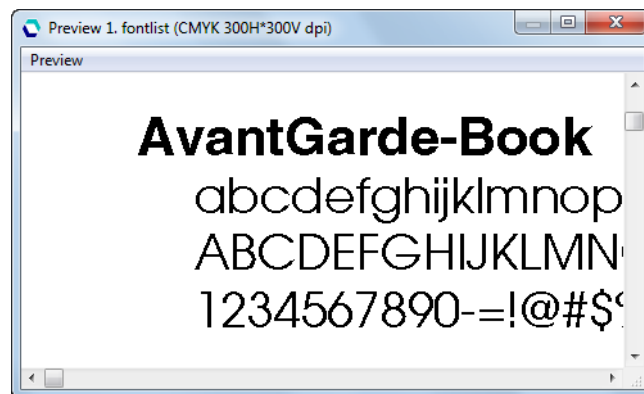 Preview 1. fontlist (CMYK 300H*300V dpi)
Preview
AvantGarde-Book
abcdefghijklmnop
ABCDEFGHIJKLMN
1234567890-=!@#$%